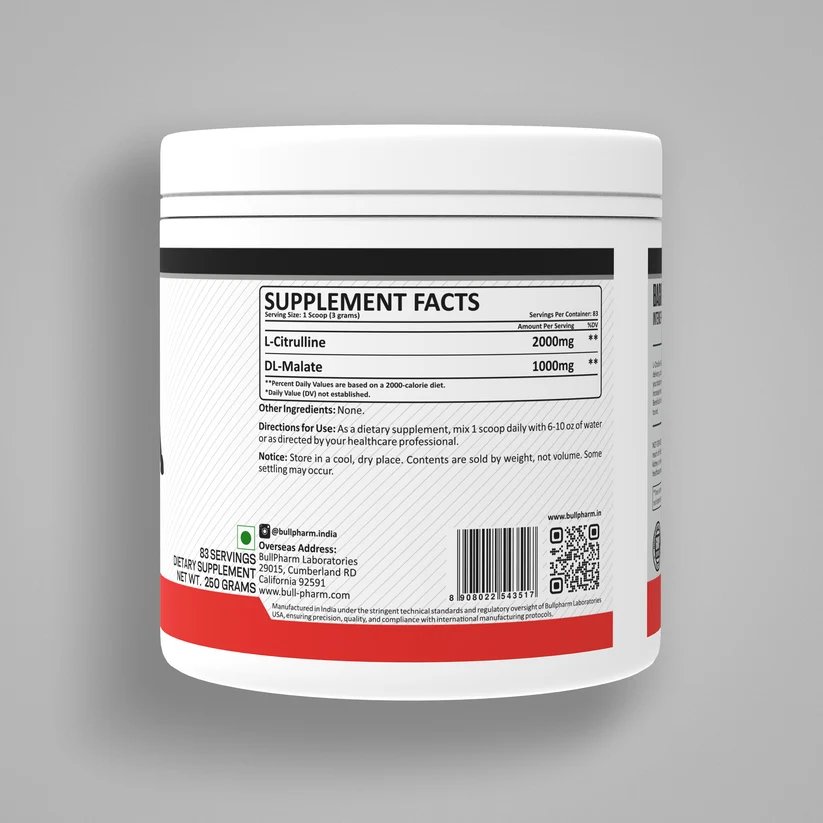 SUPPLEMENT FACTS
Serving Size: 1 Scoop (3 grams) Servings Per Container: 83
Amount Per Serving %DV
L-Citrulline 2000mg **
DL-Malate 1000mg **
**Percent Daily Values are based on a 2000-calorie diet.
*Daily Value (DV) not established.
Other Ingredients: None.
Directions for Use: As a dietary supplement, mix 1 scoop daily with 6-10 oz of water
or as directed by your healthcare professional.
Notice: Store in a cool, dry place. Contents are sold by weight, not volume. Some
settling may occur.
www.bullpharm.in
@bullpharm.india
83 SERVINGS
DIETARY SUPPLEMENT
NET WT. 250 GRAMS
Overseas Address:
BullPharm Laboratories
29015, Cumberland RD
California 92591
www.bull-pharm.com
8 908022 543517
Manufactured in India under the stringent technical standards and regulatory oversight of Bullpharm Laboratories
USA, ensuring precision, quality, and compliance with international manufacturing protocols.